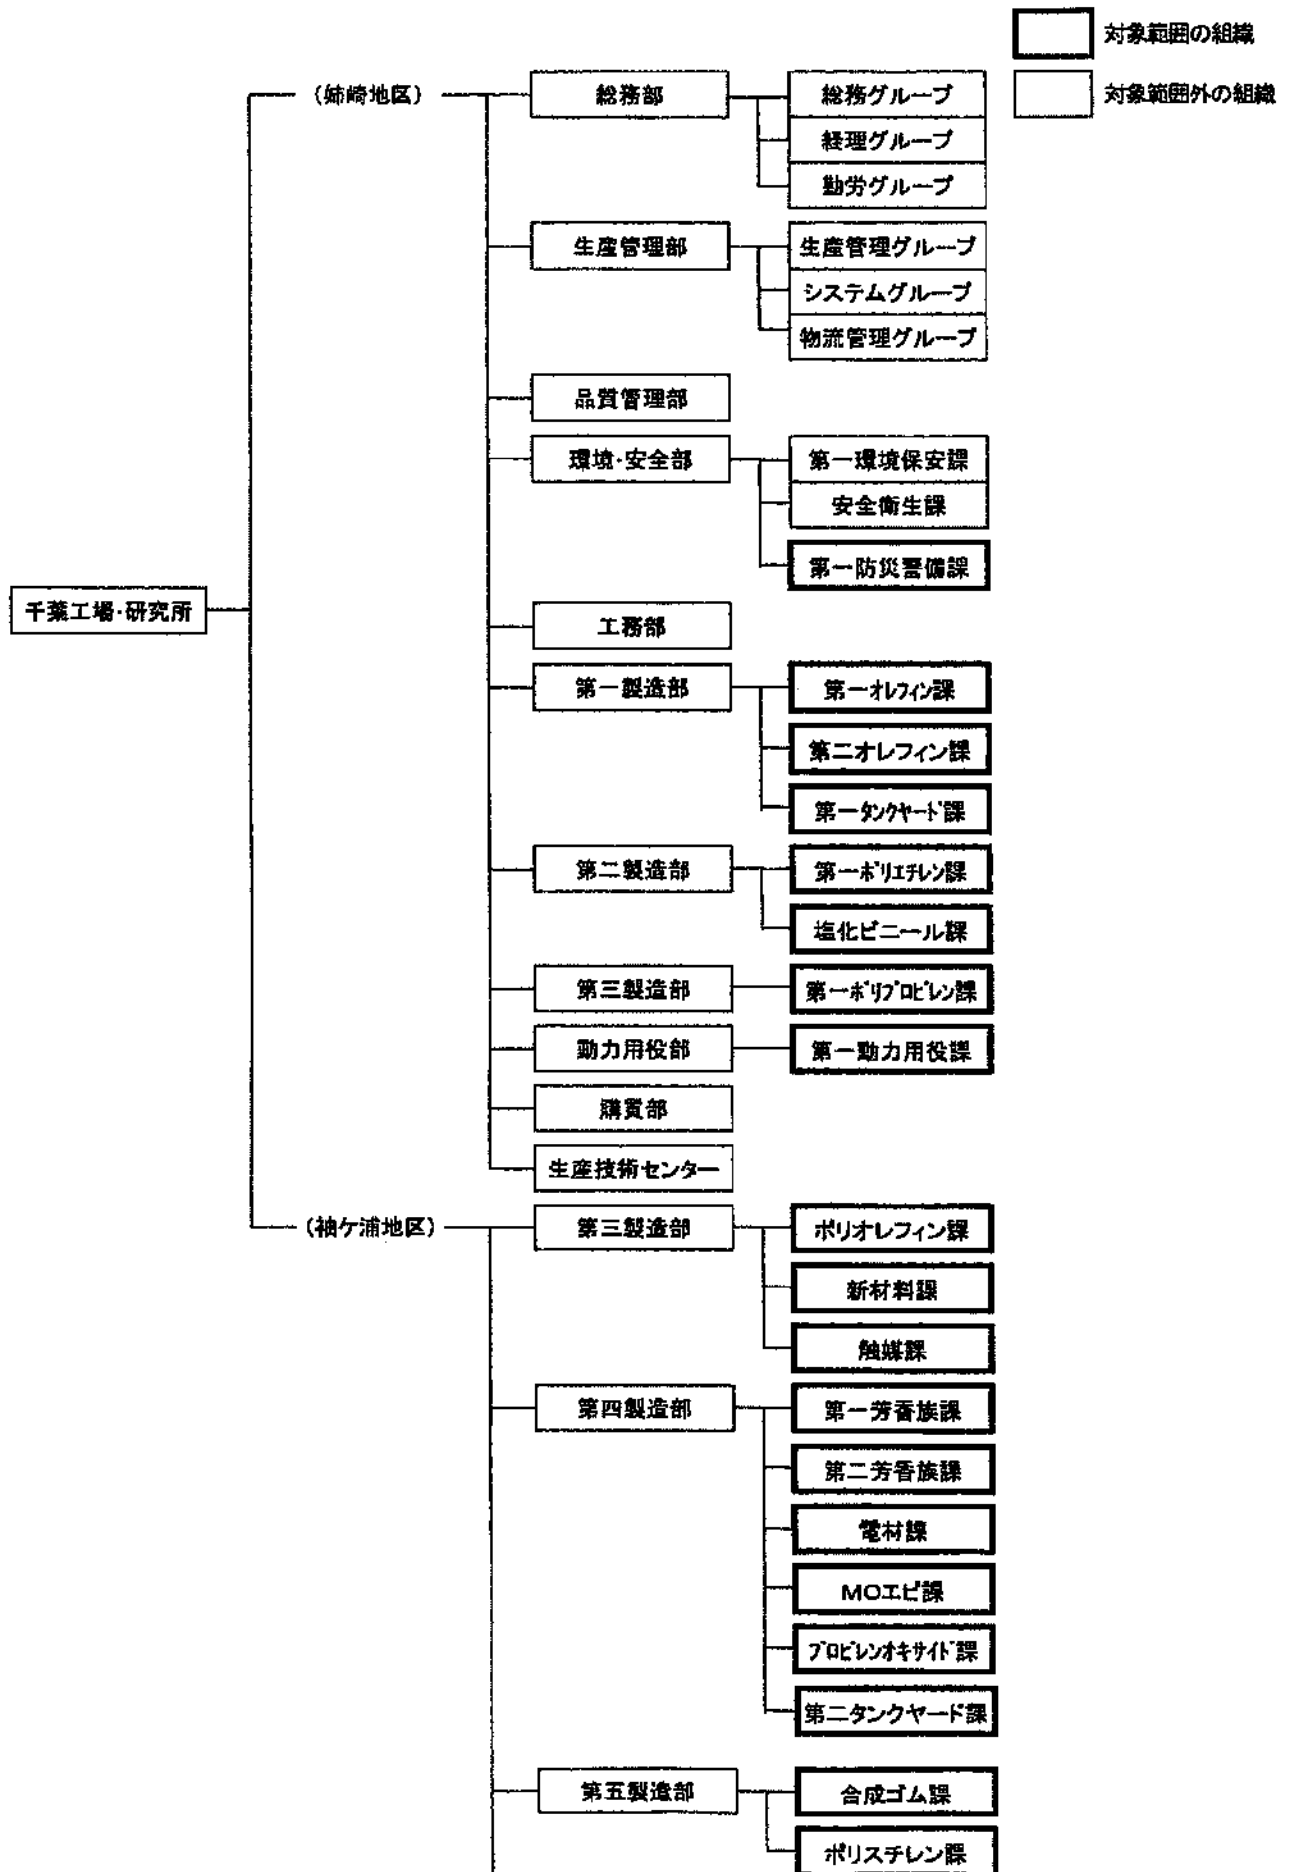 対象範囲の組織
対象範囲外の組織
千葉工場・研究所
（姉崎地区）
総務部
総務グループ
経理グループ
勤労グループ
生産管理部
生産管理グループ
システムグループ
物流管理グループ
品質管理部
環境・安全部
第一環境保安課
安全衛生課
第一防災警備課
工務部
第一製造部
第一オレフィン課
第二オレフィン課
第一タンクヤード課
第二製造部
第一ポリエチレン課
塩化ビニール課
第三製造部
第一ポリプロピレン課
動力用役部
第一動力用役課
購買部
生産技術センター
（袖ケ浦地区）
第三製造部
ポリオレフィン課
新材料課
触媒課
第四製造部
第一芳香族課
第二芳香族課
電材課
MOエピ課
プロピレンオキサイド課
第二タンクヤード課
第五製造部
合成ゴム課
ポリスチレン課